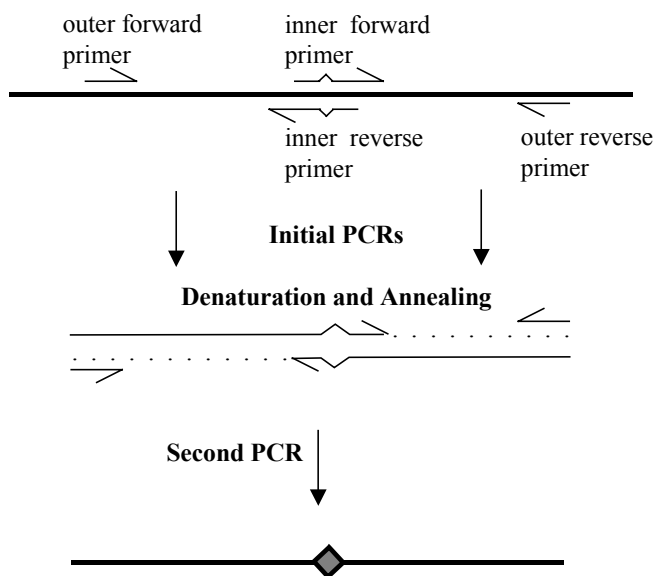 outer forward
primer
inner forward
primer
inner reverse
primer
outer reverse
primer
Initial PCRs
Denaturation and Annealing
Second PCR